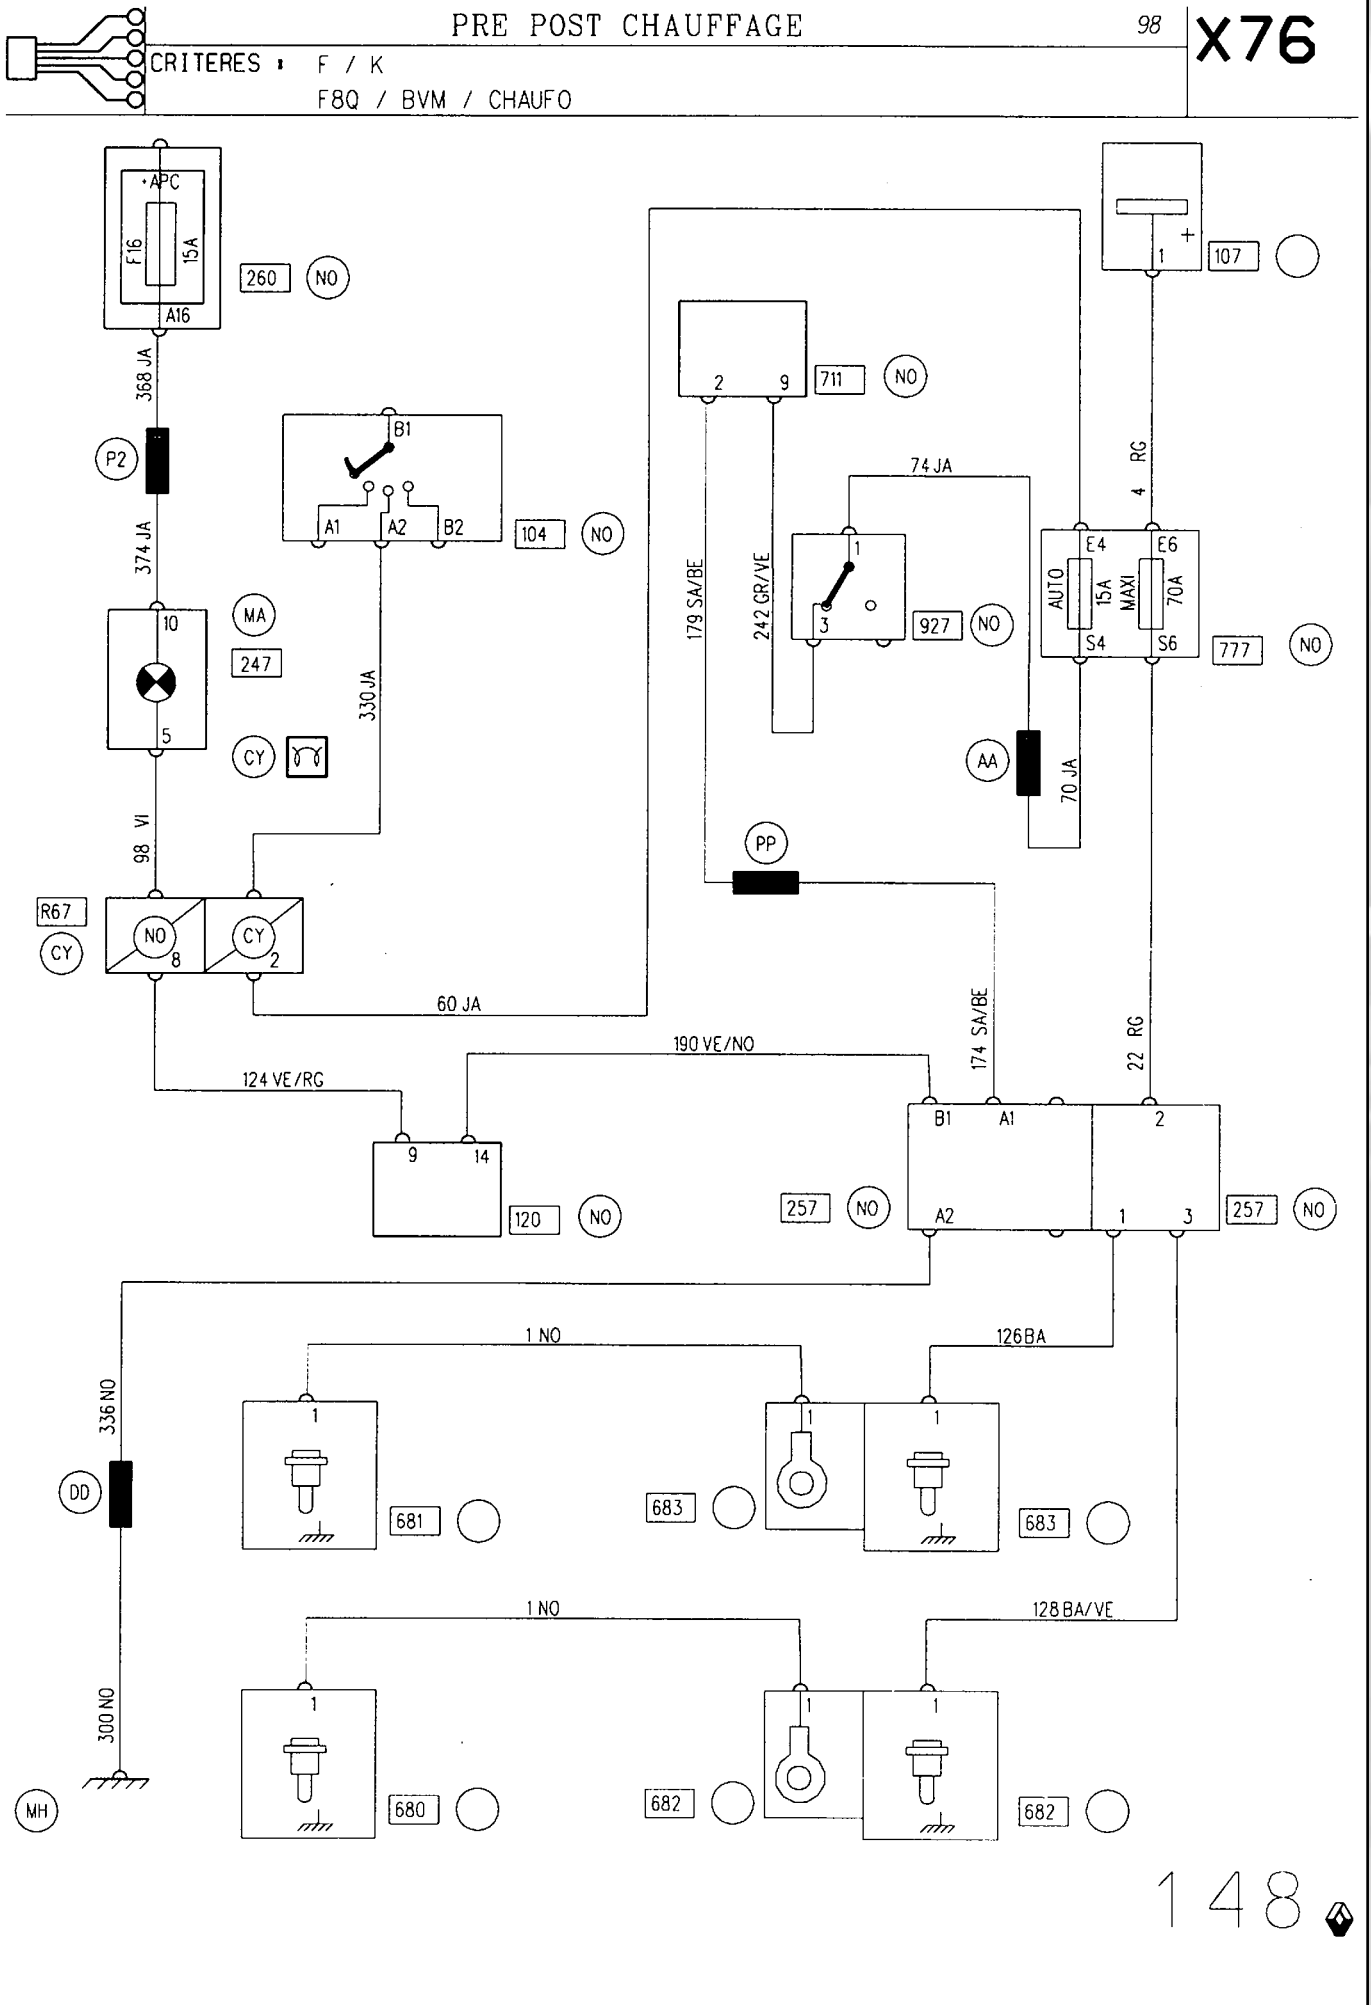 PRE POST CHAUFFAGE
98
X76
CRITERES : F / K
F8Q / BVM / CHAUFO
+APC
F16
15A
A16
260
NO
1
+
107
368 JA
P2
374 JA
B1
A1
A2
B2
104
NO
2
9
711
NO
74 JA
4 RG
179 SA/BE
242 GR/VE
1
3
927
NO
E4
E6
AUTO
15A
MAXI
70A
S4
S6
777
NO
10
MA
247
5
CY
330 JA
AA
70 JA
98 VI
PP
R67
CY
NO
8
CY
2
60 JA
174 SA/BE
22 RG
190 VE/NO
124 VE/RG
9
14
120
NO
B1
A1
2
257
NO
A2
1
3
257
NO
1 NO
126 BA
336 NO
DD
1
681
1
683
1
683
1 NO
128 BA/VE
300 NO
MH
1
680
1
682
1
682
148